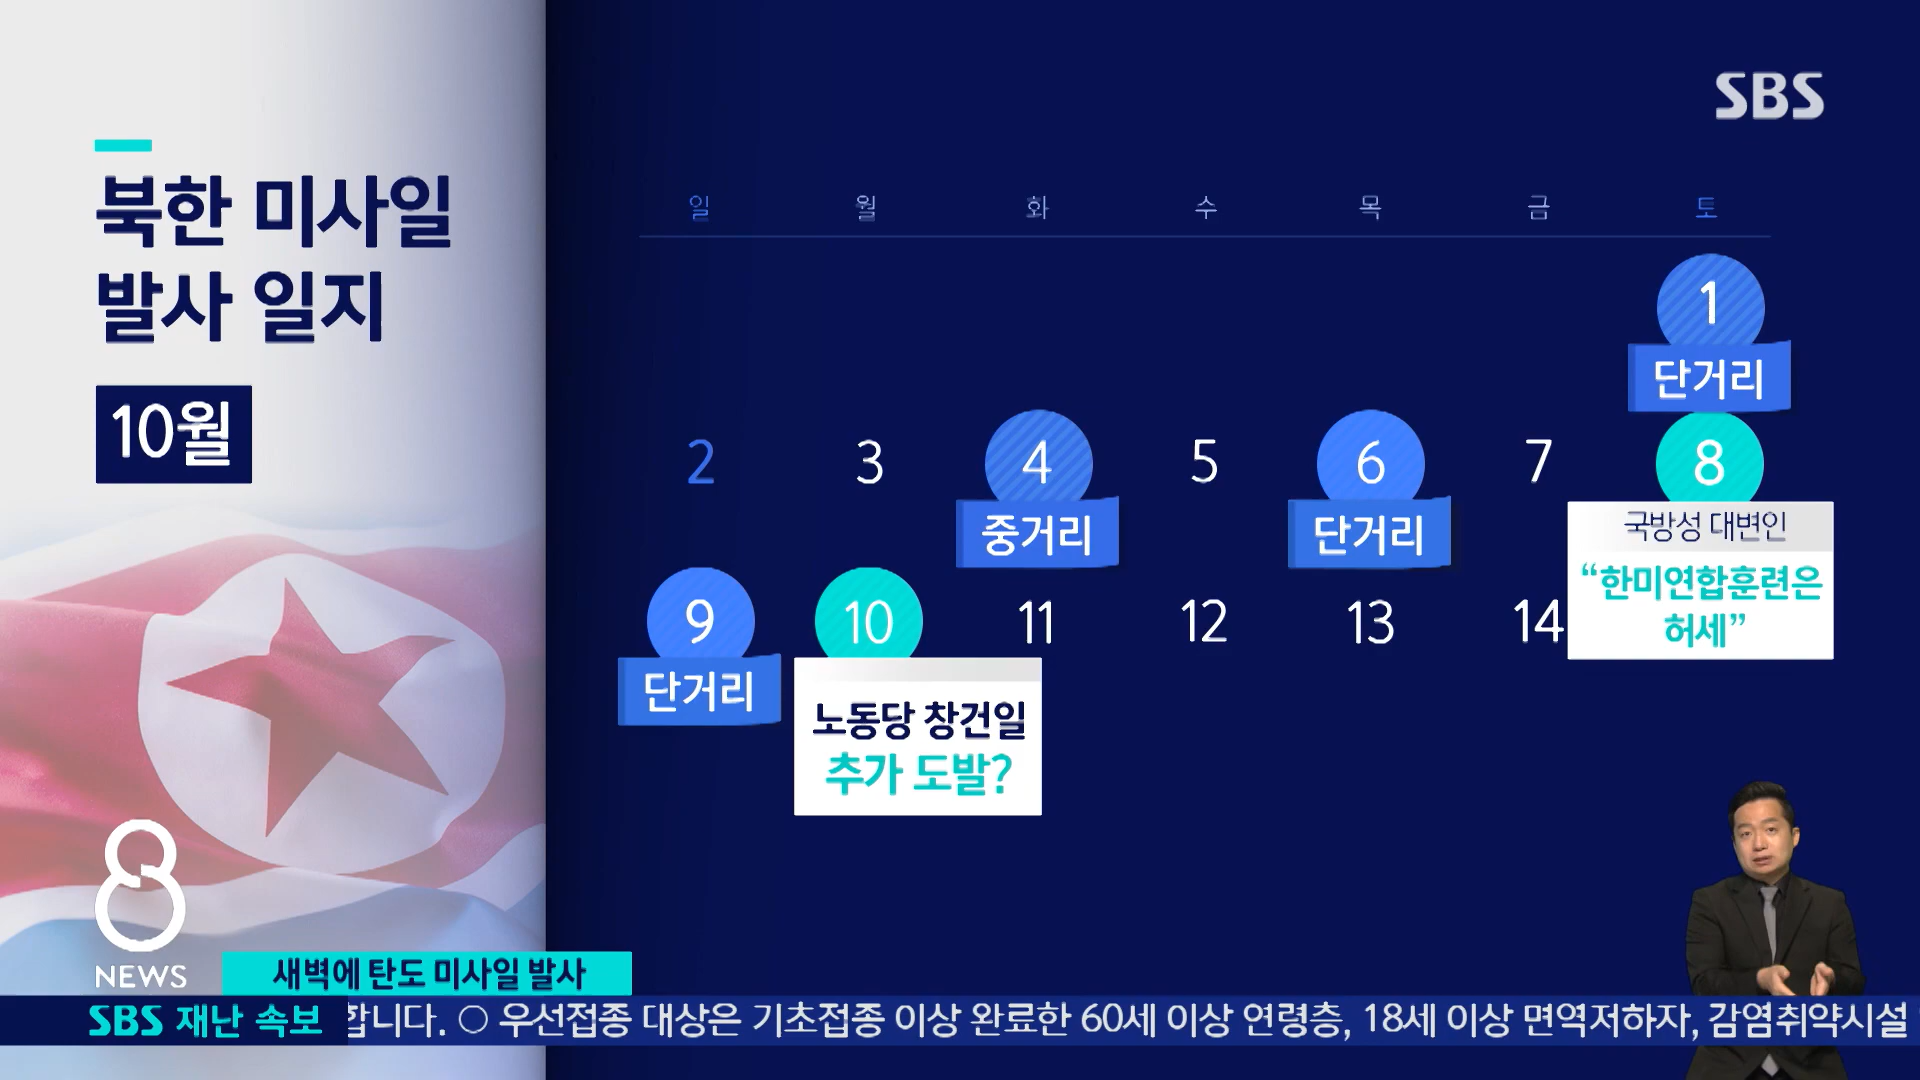 SBS
북한 미사일
발사 일지
10월
일 월 화 수 목 금 토
1
단거리
2 3 4 5 6 7 8
중거리
단거리
국방성 대변인
“한미연합훈련은
허세”
9 10 11 12 13 14
단거리
노동당 창건일
추가 도발?
8
NEWS
새벽에 탄도 미사일 발사
SBS 재난 속보
합니다. ○ 우선접종 대상은 기초접종 이상 완료한 60세 이상 연령층, 18세 이상 면역저하자, 감염취약시설